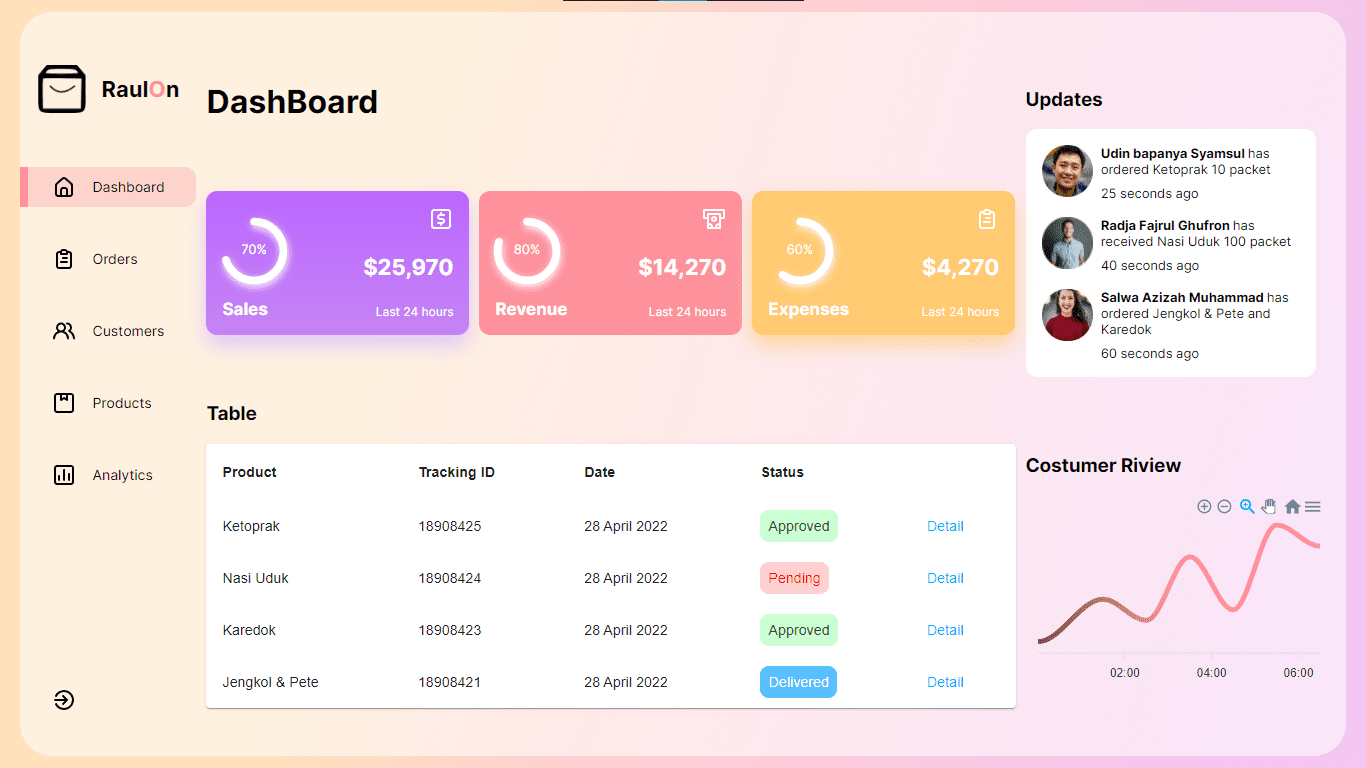 RaulOn
Dashboard
Orders
Customers
Products
Analytics
DashBoard
70%
$25,970
Sales
Last 24 hours
80%
$14,270
Revenue
Last 24 hours
60%
$4,270
Expenses
Last 24 hours
Table
Product Tracking ID Date Status
Ketoprak 18908425 28 April 2022 Approved Detail
Nasi Uduk 18908424 28 April 2022 Pending Detail
Karedok 18908423 28 April 2022 Approved Detail
Jengkol & Pete 18908421 28 April 2022 Delivered Detail
Updates
Udin bapanya Syamsul has
ordered Ketoprak 10 packet
25 seconds ago
Radja Fajrul Ghufron has
received Nasi Uduk 100 packet
40 seconds ago
Salwa Azizah Muhammad has
ordered Jengkol & Pete and
Karedok
60 seconds ago
Costumer Riview
02:00 04:00 06:00